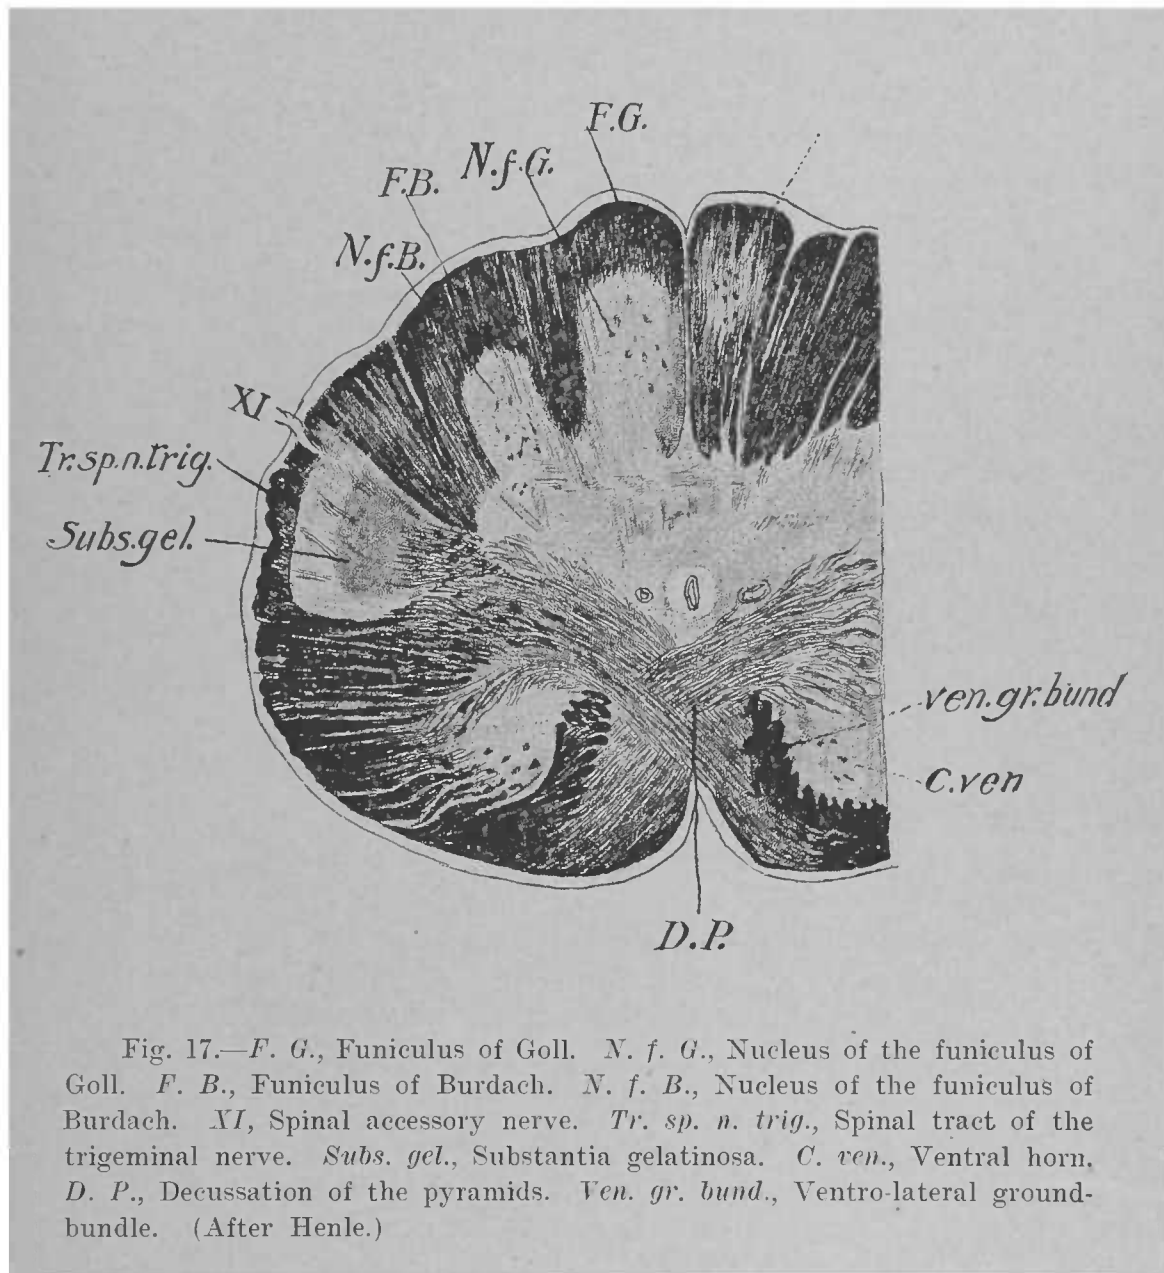 F.G.
N.f.G.
F.B.
N.f.B.
XI
Tr.sp.n.trig.
Subs.gel.
ven.gr.bund
C.ven
D.P.
Fig. 17.—F. G., Funiculus of Goll. N. f. G., Nucleus of the funiculus of
Goll. F. B., Funiculus of Burdach. N. f. B., Nucleus of the funiculus of
Burdach. XI, Spinal accessory nerve. Tr. sp. n. trig., Spinal tract of the
trigeminal nerve. Subs. gel., Substantia gelatinosa. C. ven., Ventral horn.
D. P., Decussation of the pyramids. Ven. gr. bund., Ventro-lateral ground-
bundle. (After Henle.)